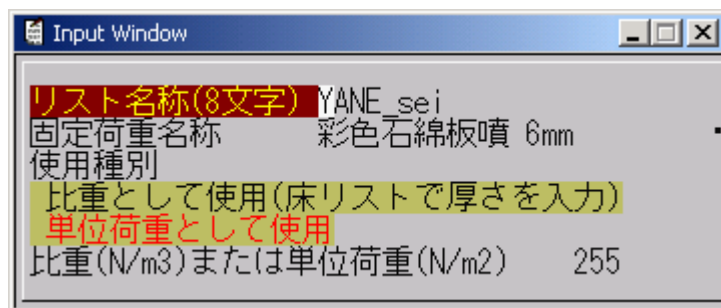 Input Window
リスト名称(8文字) YANE_sei
固定荷重名称 彩色石綿板噴 6mm
使用種別
比重として使用(床リストで厚さを入力)
単位荷重として使用
比重(N/m3)または単位荷重(N/m2) 255